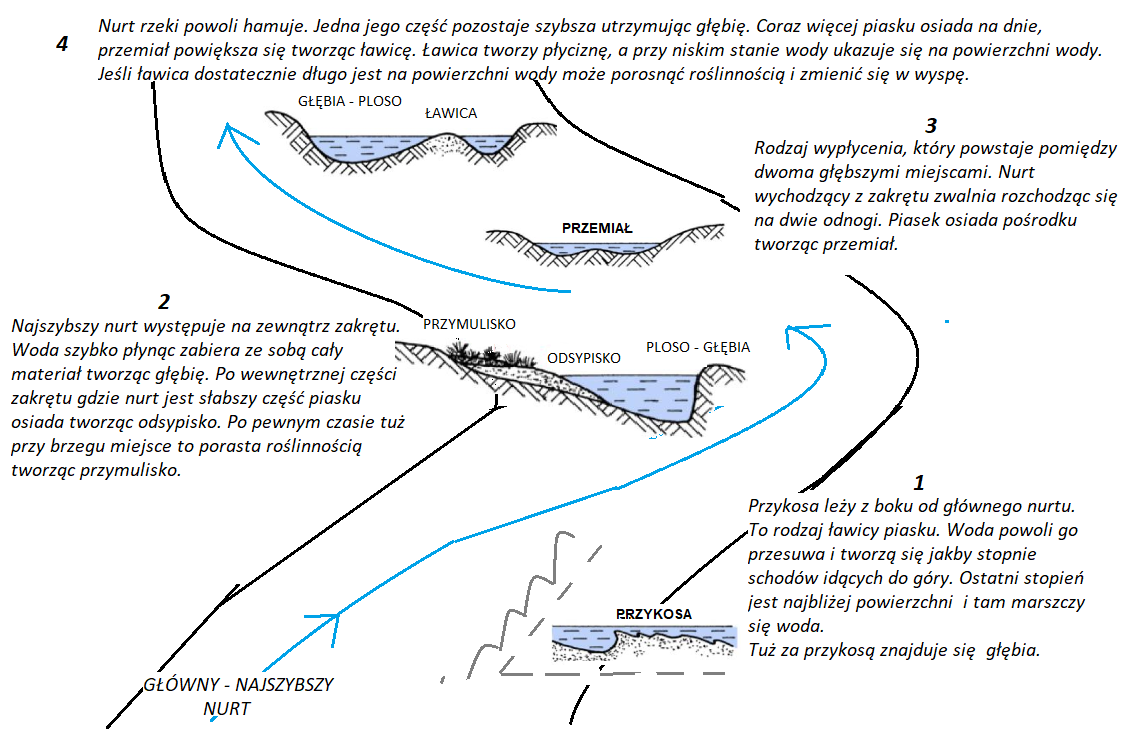 4
Nurt rzeki powoli hamuje. Jedna jego część pozostaje szybsza utrzymując głębię. Coraz więcej piasku osiada na dnie,
przemiał powiększa się tworząc ławicę. Ławica tworzy płyciznę, a przy niskim stanie wody ukazuje się na powierzchni wody.
Jeśli ławica dostatecznie długo jest na powierzchni wody może porosnąć roślinnością i zmienić się w wyspę.
GŁĘBIA - PLOSO
ŁAWICA
3
Rodzaj wypłycenia, który powstaje pomiędzy
dwoma głębszymi miejscami. Nurt
wychodzący z zakrętu zwalnia rozchodząc się
na dwie odnogi. Piasek osiada pośrodku
tworząc przemiał.
PRZEMIAŁ
2
Najszybszy nurt występuje na zewnątrz zakrętu.
Woda szybko płynąc zabiera ze sobą cały
materiał tworząc głębię. Po wewnętrznej części
zakrętu gdzie nurt jest słabszy część piasku
osiada tworząc odsypisko. Po pewnym czasie tuż
przy brzegu miejsce to porasta roślinnością
tworząc przymulisko.
PRZYMULISKO
ODSYPISKO
PLOSO - GŁĘBIA
1
Przykosa leży z boku od głównego nurtu.
To rodzaj ławicy piasku. Woda powoli go
przesuwa i tworzą się jakby stopnie
schodów idących do góry. Ostatni stopień
jest najbliżej powierzchni i tam marszczy
się woda.
Tuż za przykosą znajduje się głębia.
PRZYKOSA
GŁÓWNY - NAJSZYBSZY
NURT